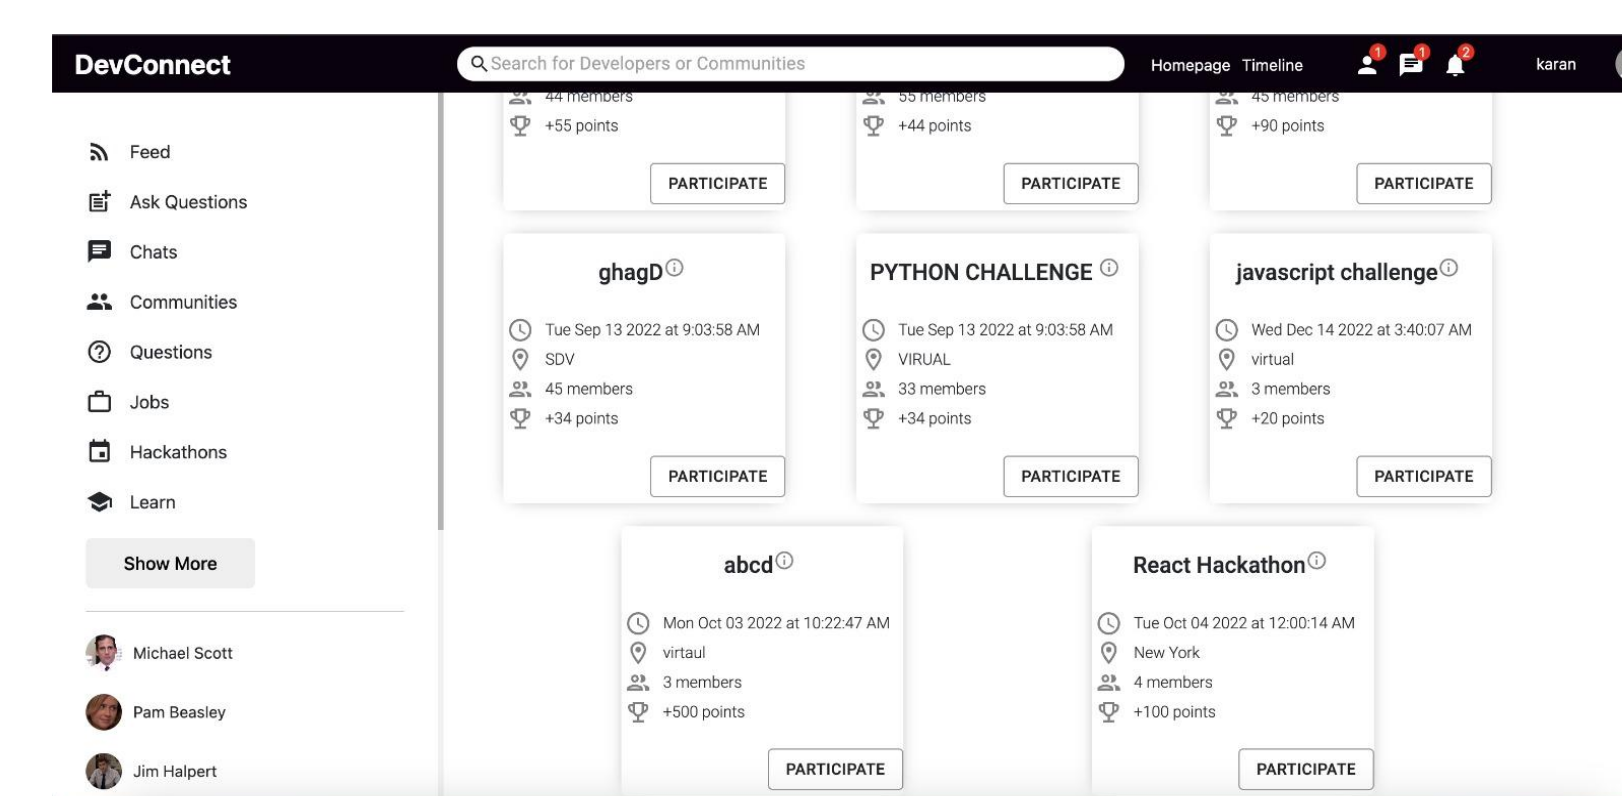 DevConnect
Search for Developers or Communities
Homepage Timeline
1
1
2
karan
Feed
Ask Questions
Chats
Communities
Questions
Jobs
Hackathons
Learn
Show More
Michael Scott
Pam Beasley
Jim Halpert
44 members
+55 points
PARTICIPATE
55 members
+44 points
PARTICIPATE
45 members
+90 points
PARTICIPATE
ghagD
Tue Sep 13 2022 at 9:03:58 AM
SDV
45 members
+34 points
PARTICIPATE
PYTHON CHALLENGE
Tue Sep 13 2022 at 9:03:58 AM
VIRUAL
33 members
+34 points
PARTICIPATE
javascript challenge
Wed Dec 14 2022 at 3:40:07 AM
virtual
3 members
+20 points
PARTICIPATE
abcd
Mon Oct 03 2022 at 10:22:47 AM
virtaul
3 members
+500 points
PARTICIPATE
React Hackathon
Tue Oct 04 2022 at 12:00:14 AM
New York
4 members
+100 points
PARTICIPATE